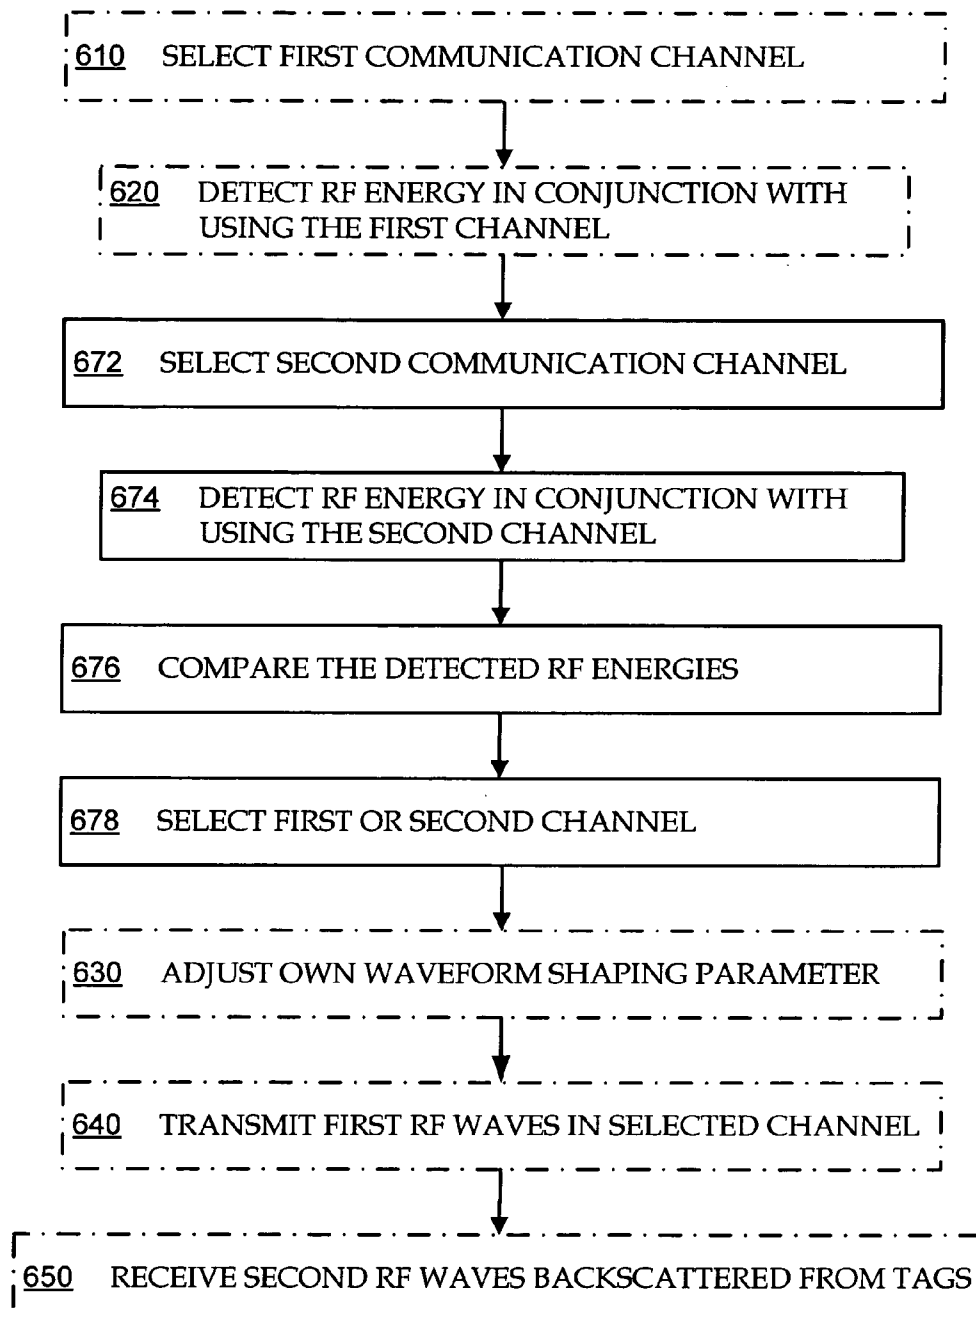 610 SELECT FIRST COMMUNICATION CHANNEL
620 DETECT RF ENERGY IN CONJUNCTION WITH
USING THE FIRST CHANNEL
672 SELECT SECOND COMMUNICATION CHANNEL
674 DETECT RF ENERGY IN CONJUNCTION WITH
USING THE SECOND CHANNEL
676 COMPARE THE DETECTED RF ENERGIES
678 SELECT FIRST OR SECOND CHANNEL
630 ADJUST OWN WAVEFORM SHAPING PARAMETER
640 TRANSMIT FIRST RF WAVES IN SELECTED CHANNEL
650 RECEIVE SECOND RF WAVES BACKSCATTERED FROM TAGS